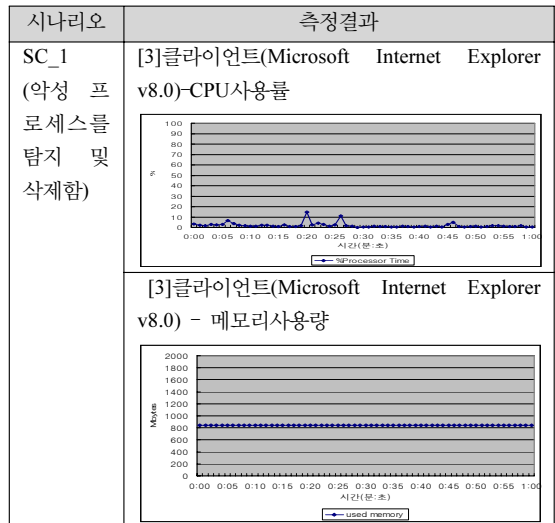 시나리오 측정결과
SC_1
(악성 프
로세스를
탐지 및
삭제함)
[3]클라이언트(Microsoft Internet Explorer
v8.0)-CPU사용률
100
90
80
70
60
50
40
30
20
10
0
%
0:00 0:05 0:10 0:15 0:20 0:25 0:30 0:35 0:40 0:45 0:50 0:55 1:00
시간(분:초)
%Processor Time
[3]클라이언트(Microsoft Internet Explorer
v8.0) - 메모리사용량
2000
1800
1600
1400
1200
1000
800
600
400
200
0
Mbytes
0:00 0:05 0:10 0:15 0:20 0:25 0:30 0:35 0:40 0:45 0:50 0:55 1:00
시간(분:초)
used memory